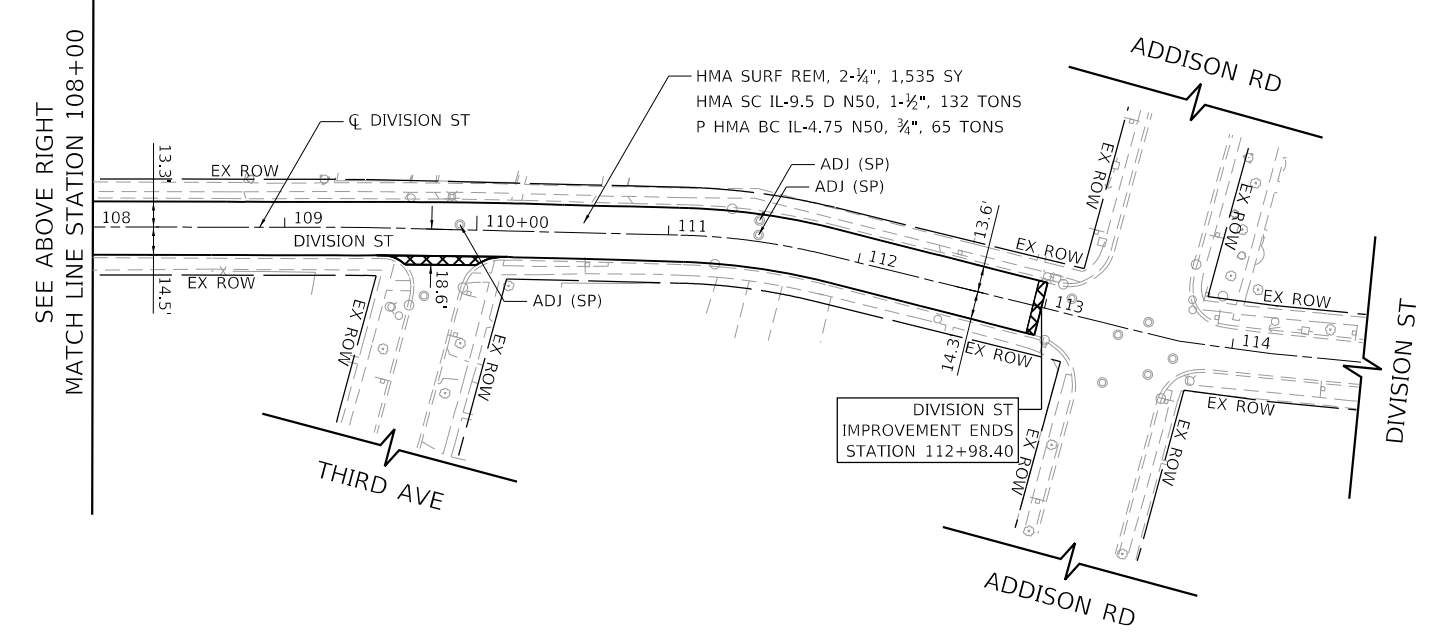 SEE ABOVE RIGHT
MATCH LINE STATION 108+00
ADDISON RD
HMA SURF REM, 2-¼", 1,535 SY
HMA SC IL-9.5 D N50, 1-½", 132 TONS
P HMA BC IL-4.75 N50, ¾", 65 TONS
℄ DIVISION ST
13.3'
EX ROW
ADJ (SP)
ADJ (SP)
EX ROW
EX ROW
108
109
110+00
111
112
113
114
DIVISION ST
13.6'
EX ROW
EX ROW
14.5'
EX ROW
18.6'
ADJ (SP)
EX ROW
EX ROW
14.3'
EX ROW
EX ROW
DIVISION ST
DIVISION ST
IMPROVEMENT ENDS
STATION 112+98.40
EX ROW
EX ROW
THIRD AVE
ADDISON RD